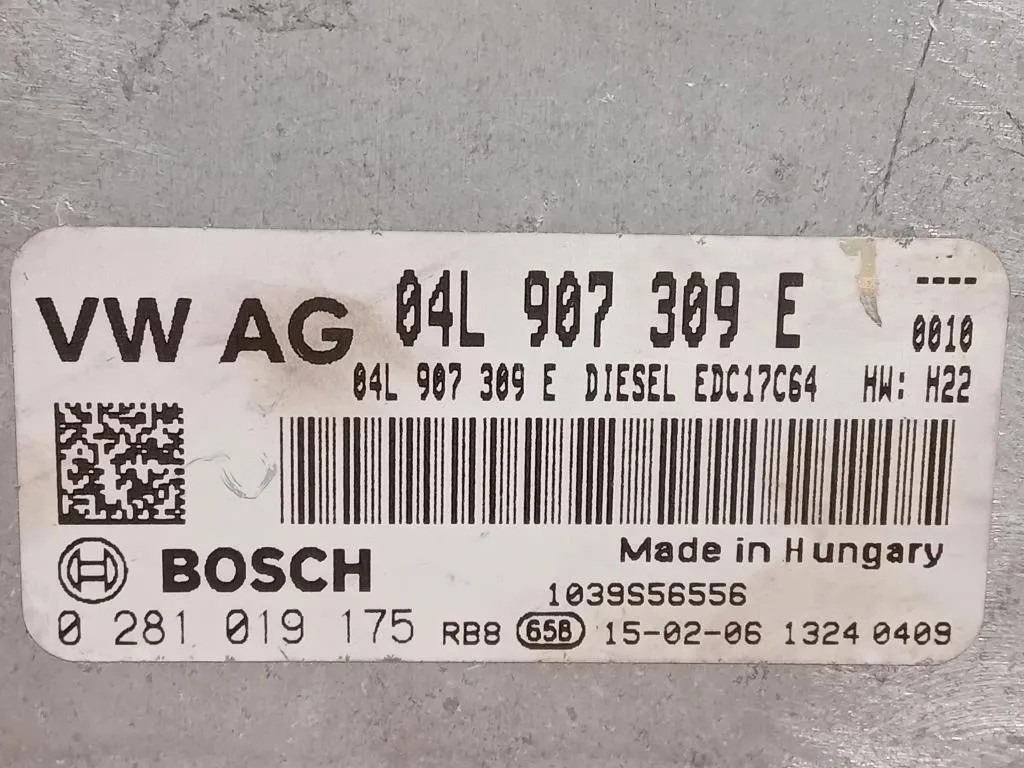 VW AG 04L 907 309 E ----
0010
04L 907 309 E DIESEL EDC17C64 HW: H22
BOSCH Made in Hungary
1039S56556
0 281 019 175 RB8 65B 15-02-06 1324 0409